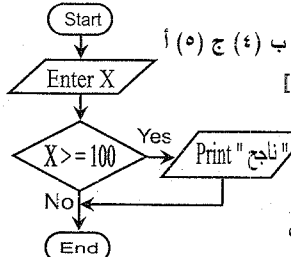 Start
ب (٤) ج (٥) أ
Enter X
X>=100
Yes
Print "ناجح"
No
End